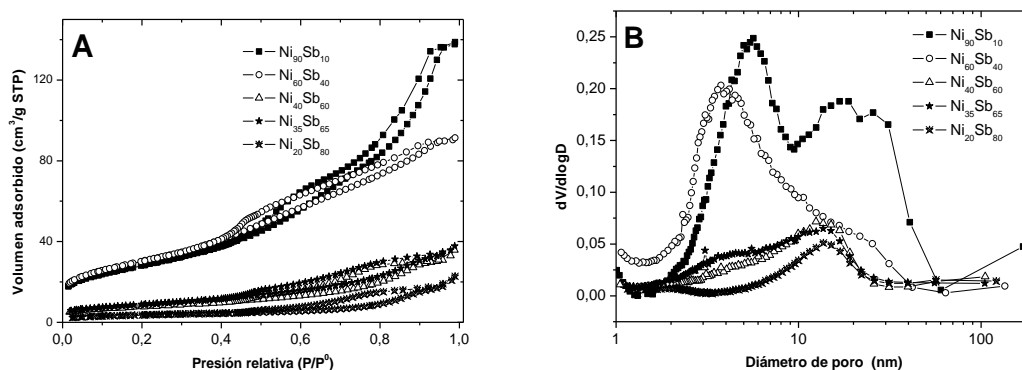 A
Ni₉₀Sb₁₀
Ni₆₀Sb₄₀
Ni₄₀Sb₆₀
Ni₃₅Sb₆₅
Ni₂₀Sb₈₀
Volumen adsorbido (cm³/g STP)
120
80
40
0
0,0 0,2 0,4 0,6 0,8 1,0
Presión relativa (P/P⁰)
B
Ni₉₀Sb₁₀
Ni₆₀Sb₄₀
Ni₄₀Sb₆₀
Ni₃₅Sb₆₅
Ni₂₀Sb₈₀
dV/dlogD
0,25
0,20
0,15
0,10
0,05
0,00
1 10 100
Diámetro de poro (nm)